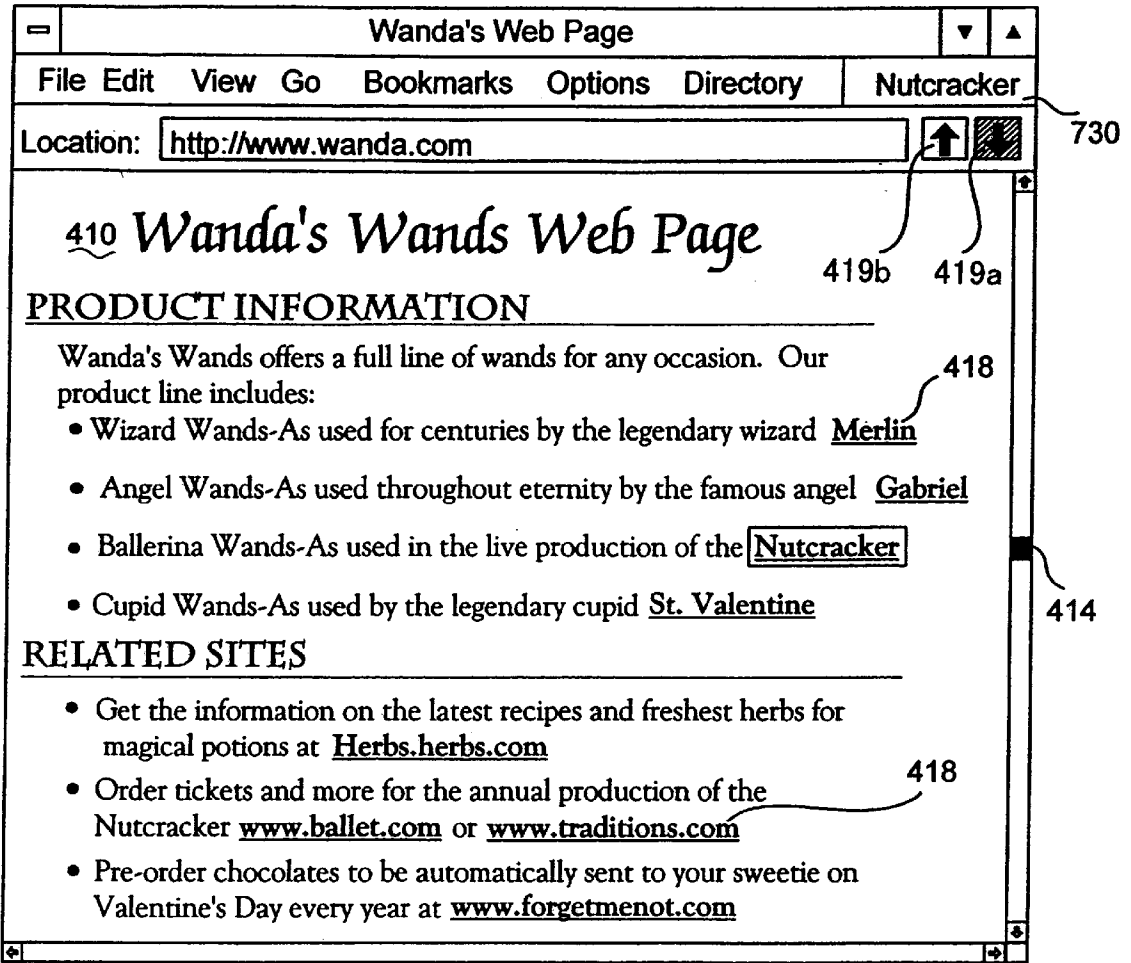 Wanda's Web Page
File Edit View Go Bookmarks Options Directory Nutcracker
730
Location: http://www.wanda.com
410 Wanda's Wands Web Page
419b 419a
PRODUCT INFORMATION
Wanda's Wands offers a full line of wands for any occasion. Our
418
product line includes:
• Wizard Wands-As used for centuries by the legendary wizard Merlin
• Angel Wands-As used throughout eternity by the famous angel Gabriel
• Ballerina Wands-As used in the live production of the Nutcracker
• Cupid Wands-As used by the legendary cupid St. Valentine
414
RELATED SITES
• Get the information on the latest recipes and freshest herbs for
magical potions at Herbs.herbs.com
418
• Order tickets and more for the annual production of the
Nutcracker www.ballet.com or www.traditions.com
• Pre-order chocolates to be automatically sent to your sweetie on
Valentine's Day every year at www.forgetmenot.com